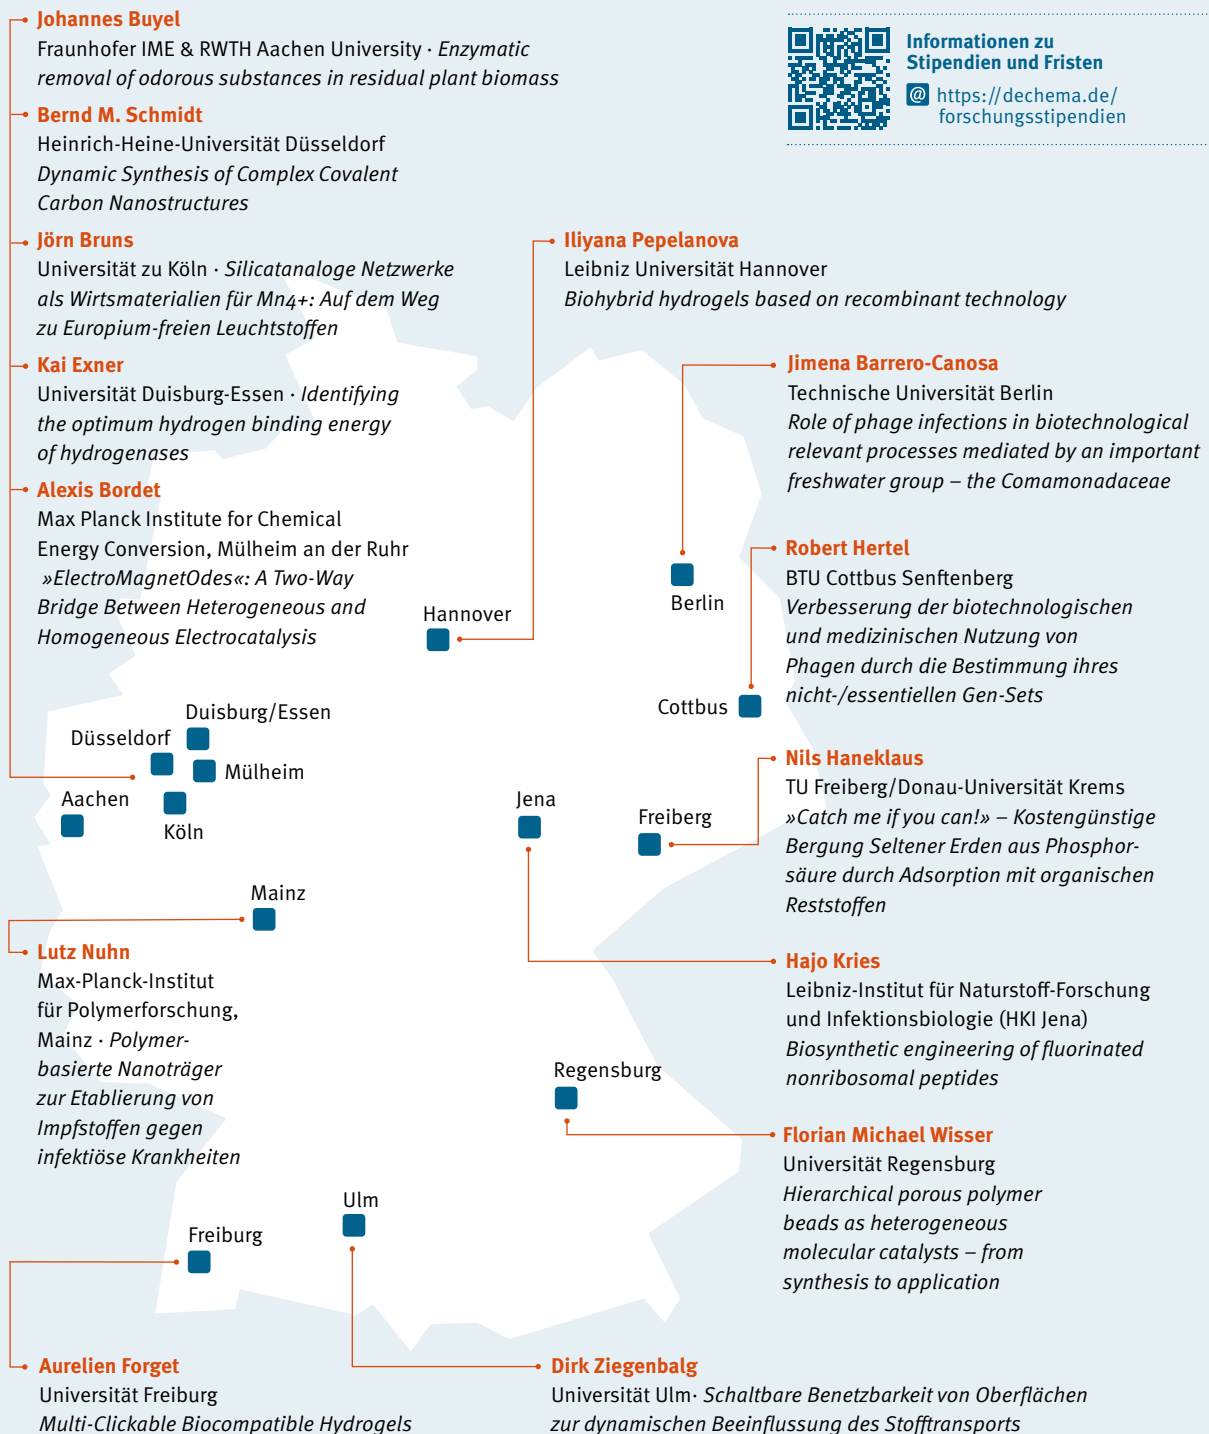 Johannes Buyel
Fraunhofer IME & RWTH Aachen University · Enzymatic
removal of odorous substances in residual plant biomass
Bernd M. Schmidt
Heinrich-Heine-Universität Düsseldorf
Dynamic Synthesis of Complex Covalent
Carbon Nanostructures
Jörn Bruns
Universität zu Köln · Silicatanaloge Netzwerke
als Wirtsmaterialien für Mn4+: Auf dem Weg
zu Europium-freien Leuchtstoffen
Kai Exner
Universität Duisburg-Essen · Identifying
the optimum hydrogen binding energy
of hydrogenases
Alexis Bordet
Max Planck Institute for Chemical
Energy Conversion, Mülheim an der Ruhr
»ElectroMagnetOdes«: A Two-Way
Bridge Between Heterogeneous and
Homogeneous Electrocatalysis
Informationen zu
Stipendien und Fristen
@ https://dechema.de/
forschungsstipendien
Iliyana Pepelanova
Leibniz Universität Hannover
Biohybrid hydrogels based on recombinant technology
Jimena Barrero-Canosa
Technische Universität Berlin
Role of phage infections in biotechnological
relevant processes mediated by an important
freshwater group – the Comamonadaceae
Robert Hertel
BTU Cottbus Senftenberg
Verbesserung der biotechnologischen
und medizinischen Nutzung von
Phagen durch die Bestimmung ihres
nicht-/essentiellen Gen-Sets
Nils Haneklaus
TU Freiberg/Donau-Universität Krems
»Catch me if you can!» – Kostengünstige
Bergung Seltener Erden aus Phosphor-
säure durch Adsorption mit organischen
Reststoffen
Hajo Kries
Leibniz-Institut für Naturstoff-Forschung
und Infektionsbiologie (HKI Jena)
Biosynthetic engineering of fluorinated
nonribosomal peptides
Florian Michael Wisser
Universität Regensburg
Hierarchical porous polymer
beads as heterogeneous
molecular catalysts – from
synthesis to application
Hannover
Berlin
Cottbus
Duisburg/Essen
Düsseldorf
Mülheim
Aachen
Köln
Jena
Freiberg
Mainz
Regensburg
Ulm
Freiburg
Lutz Nuhn
Max-Planck-Institut
für Polymerforschung,
Mainz · Polymer-
basierte Nanoträger
zur Etablierung von
Impfstoffen gegen
infektiöse Krankheiten
Aurelien Forget
Universität Freiburg
Multi-Clickable Biocompatible Hydrogels
Dirk Ziegenbalg
Universität Ulm· Schaltbare Benetzbarkeit von Oberflächen
zur dynamischen Beeinflussung des Stofftransports